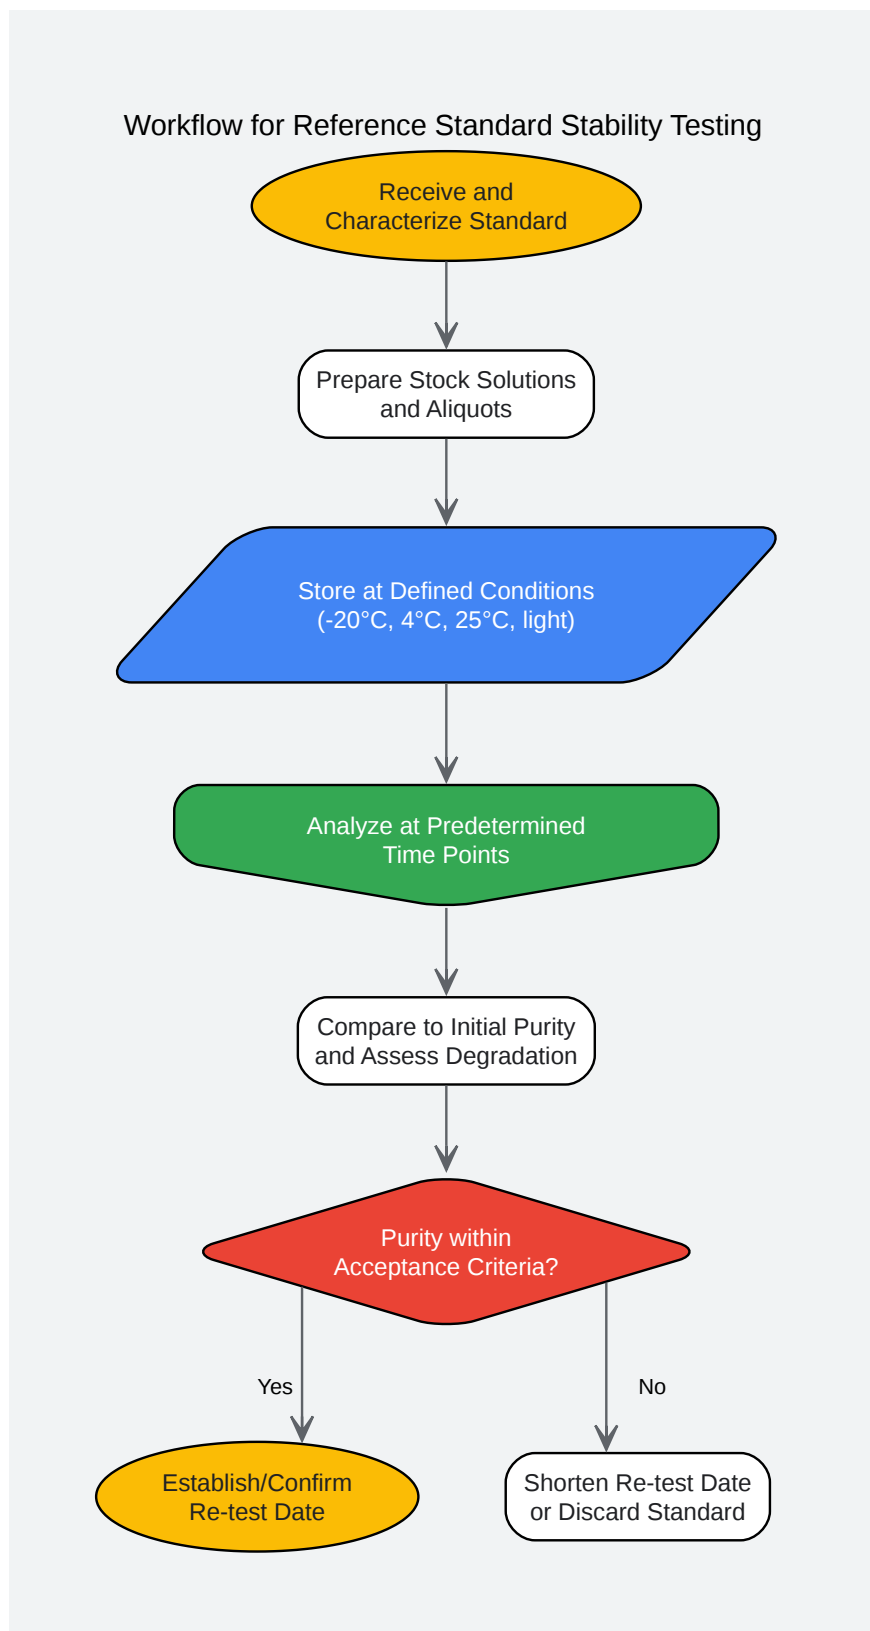 Workflow for Reference Standard Stability Testing
Receive and
Characterize Standard
Prepare Stock Solutions
and Aliquots
Store at Defined Conditions
(-20°C, 4°C, 25°C, light)
Analyze at Predetermined
Time Points
Compare to Initial Purity
and Assess Degradation
Purity within
Acceptance Criteria?
Yes
No
Establish/Confirm
Re-test Date
Shorten Re-test Date
or Discard Standard